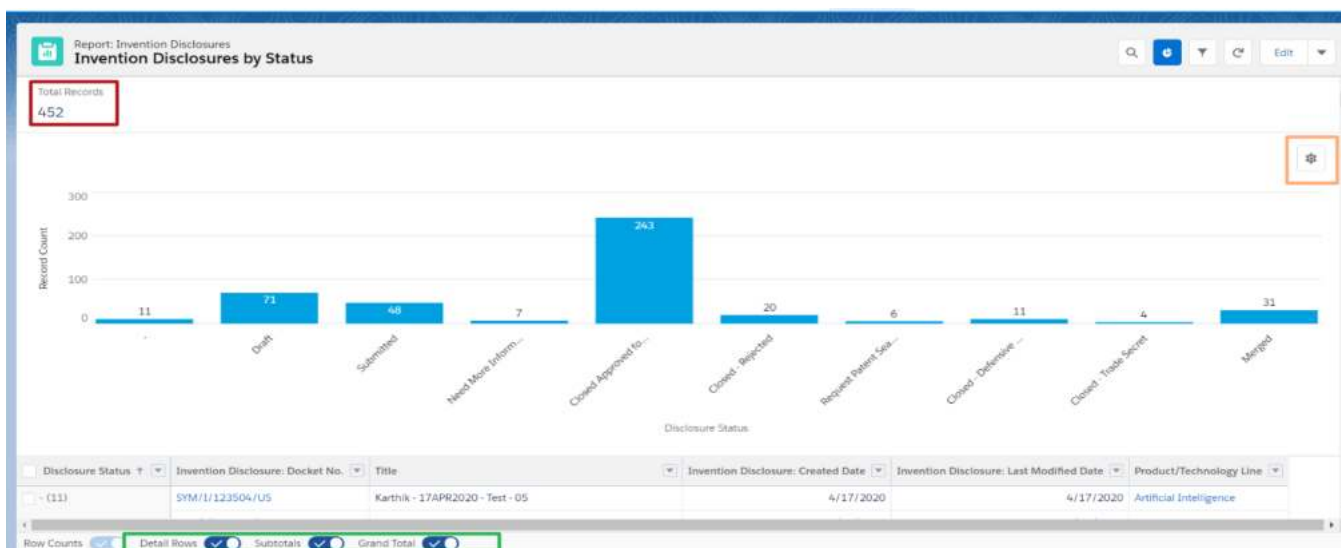 Report: Invention Disclosures
Invention Disclosures by Status
Edit
Total Records
452
300
200
100
0
Record Count
11
71
48
7
243
20
6
11
4
31
-
Draft
Submitted
Need More Inform...
Closed Approved fo...
Closed - Rejected
Request Patent Sea...
Closed - Defensive ...
Closed - Trade Secret
Merged
Disclosure Status
Disclosure Status ↑ Invention Disclosure: Docket No. Title Invention Disclosure: Created Date Invention Disclosure: Last Modified Date Product/Technology Line
- (11) SYM/1/123504/US Karthik - 17APR2020 - Test - 05 4/17/2020 4/17/2020 Artificial Intelligence
Row Counts Detail Rows Subtotals Grand Total